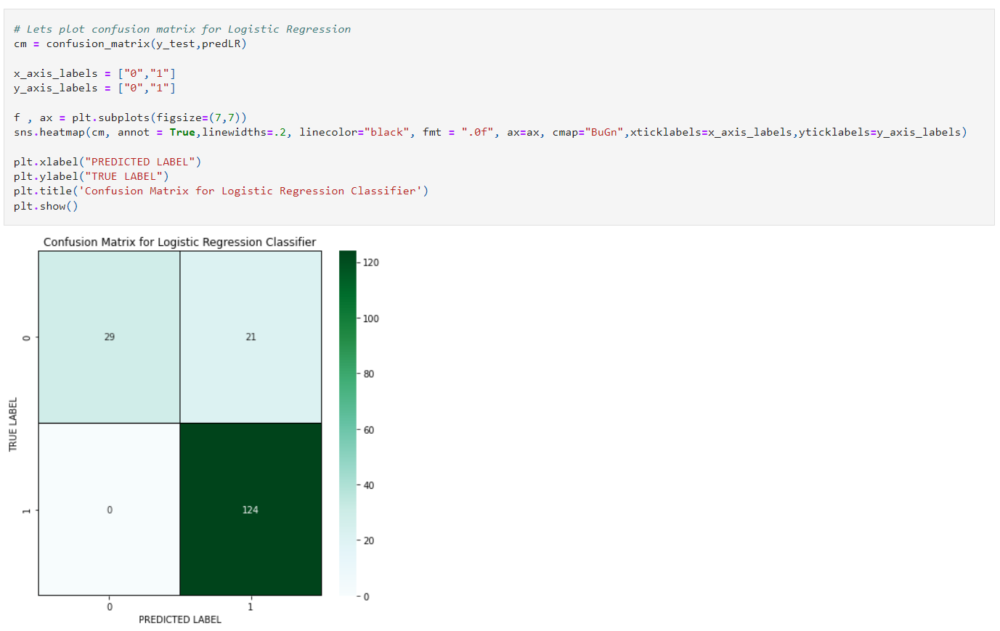 # Lets plot confusion matrix for Logistic Regression
cm = confusion_matrix(y_test,predLR)
x_axis_labels = ["0","1"]
y_axis_labels = ["0","1"]
f , ax = plt.subplots(figsize=(7,7))
sns.heatmap(cm, annot = True,linewidths=.2, linecolor="black", fmt = ".0f", ax=ax, cmap="BuGn",xticklabels=x_axis_labels,yticklabels=y_axis_labels)
plt.xlabel("PREDICTED LABEL")
plt.ylabel("TRUE LABEL")
plt.title('Confusion Matrix for Logistic Regression Classifier')
plt.show()
Confusion Matrix for Logistic Regression Classifier
TRUE LABEL
0
1
29
21
0
124
0
1
PREDICTED LABEL
120
100
80
60
40
20
0